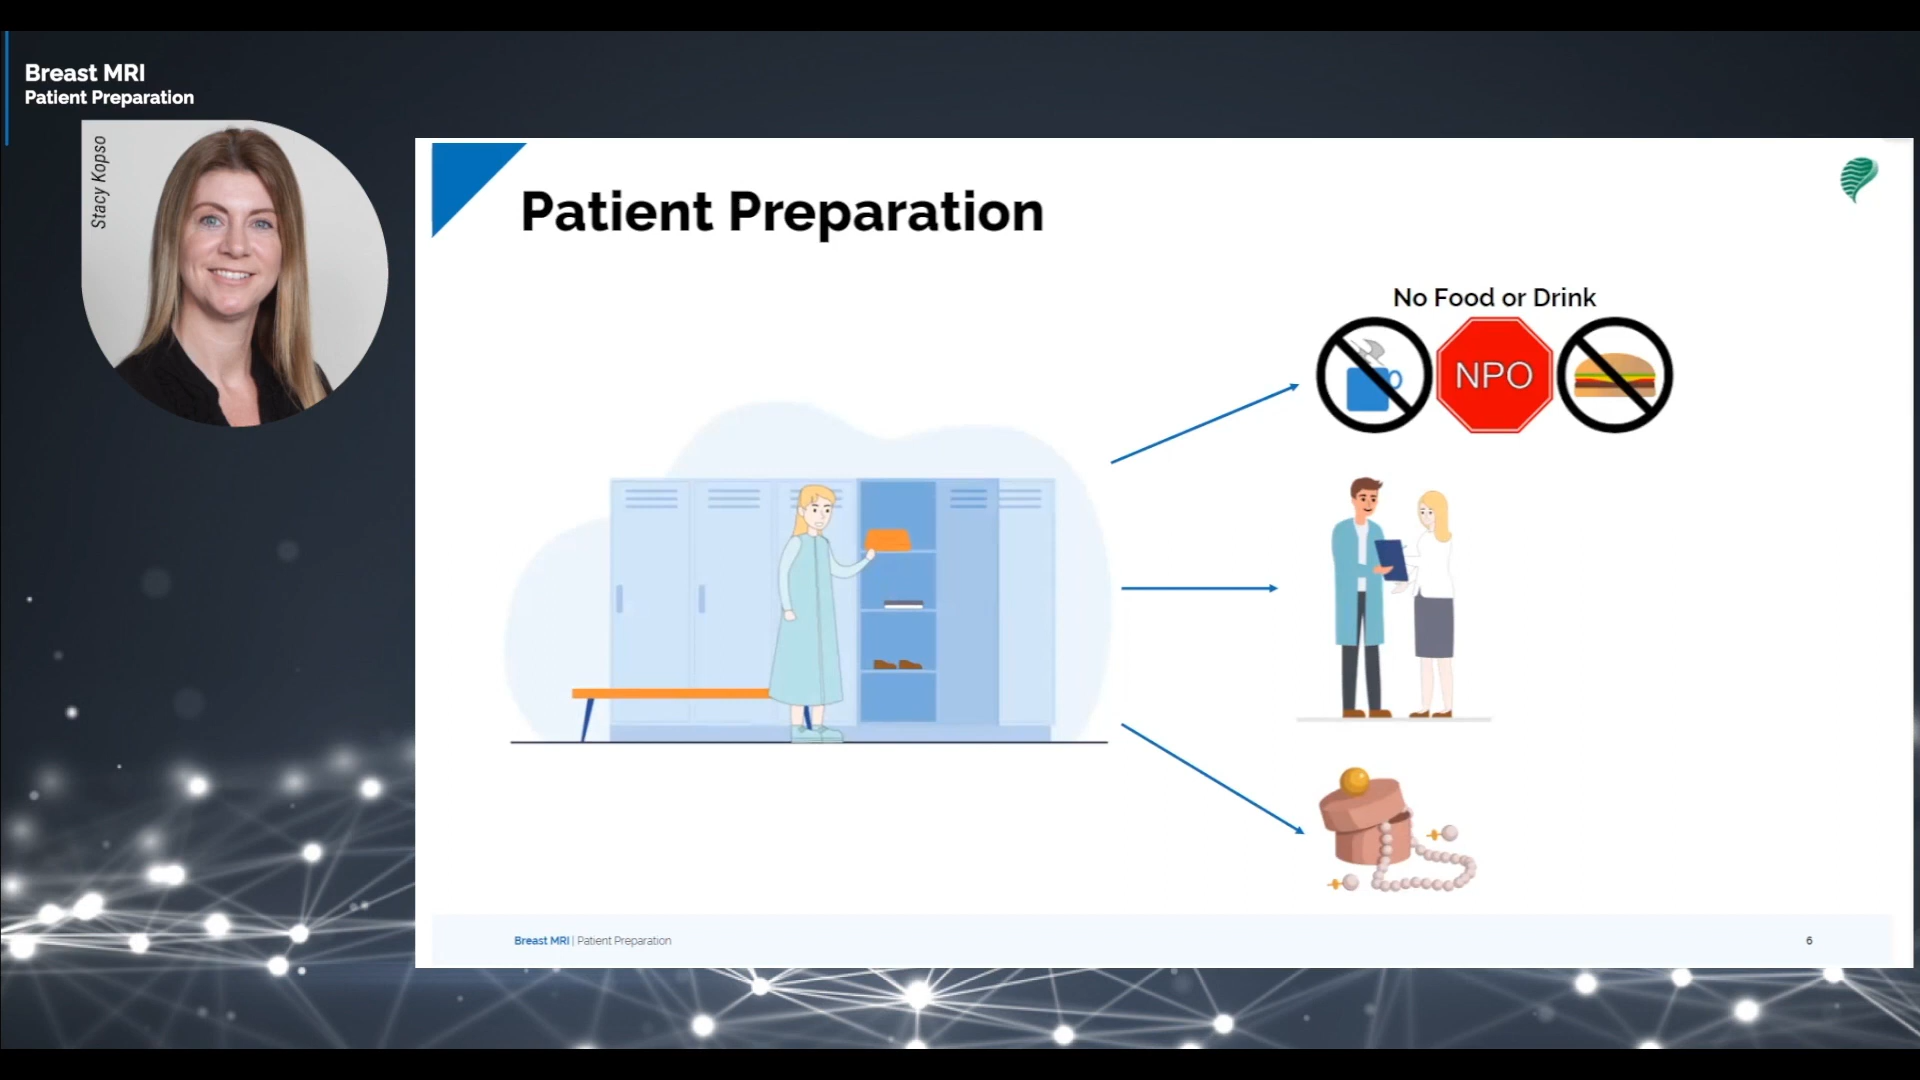 Breast MRI
Patient Preparation
Stacy Kopso
Patient Preparation
No Food or Drink
NPO
Breast MRI | Patient Preparation
6